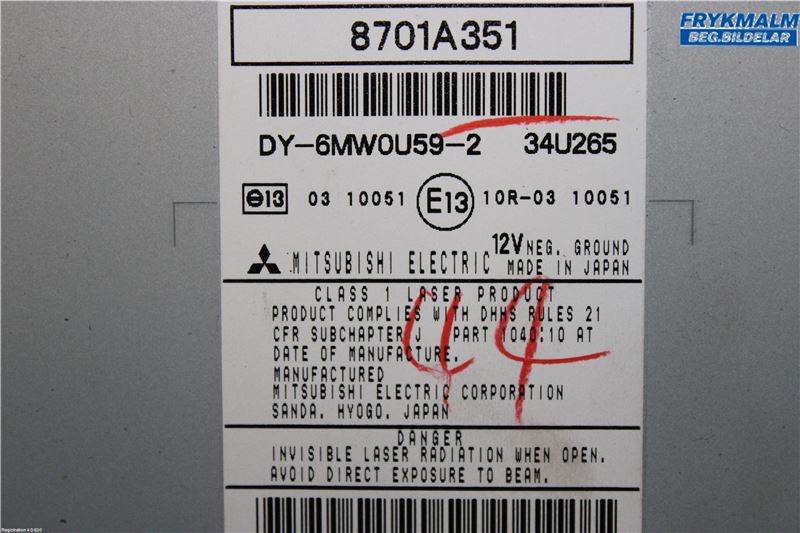 8701A351
FRYKMALM
BEG.BILDELAR
DY-6MW0U59-2 34U265
e13 03 10051 E13 10R-03 10051
12V NEG. GROUND
MITSUBISHI ELECTRIC MADE IN JAPAN
CLASS 1 LASER PRODUCT
PRODUCT COMPLIES WITH DHHS RULES 21
CFR SUBCHAPTER J PART 1040:10 AT
DATE OF MANUFACTURE.
MANUFACTURED
MITSUBISHI ELECTRIC CORPORATION
SANDA. HYOGO. JAPAN
94
DANGER
INVISIBLE LASER RADIATION WHEN OPEN.
AVOID DIRECT EXPOSURE TO BEAM.